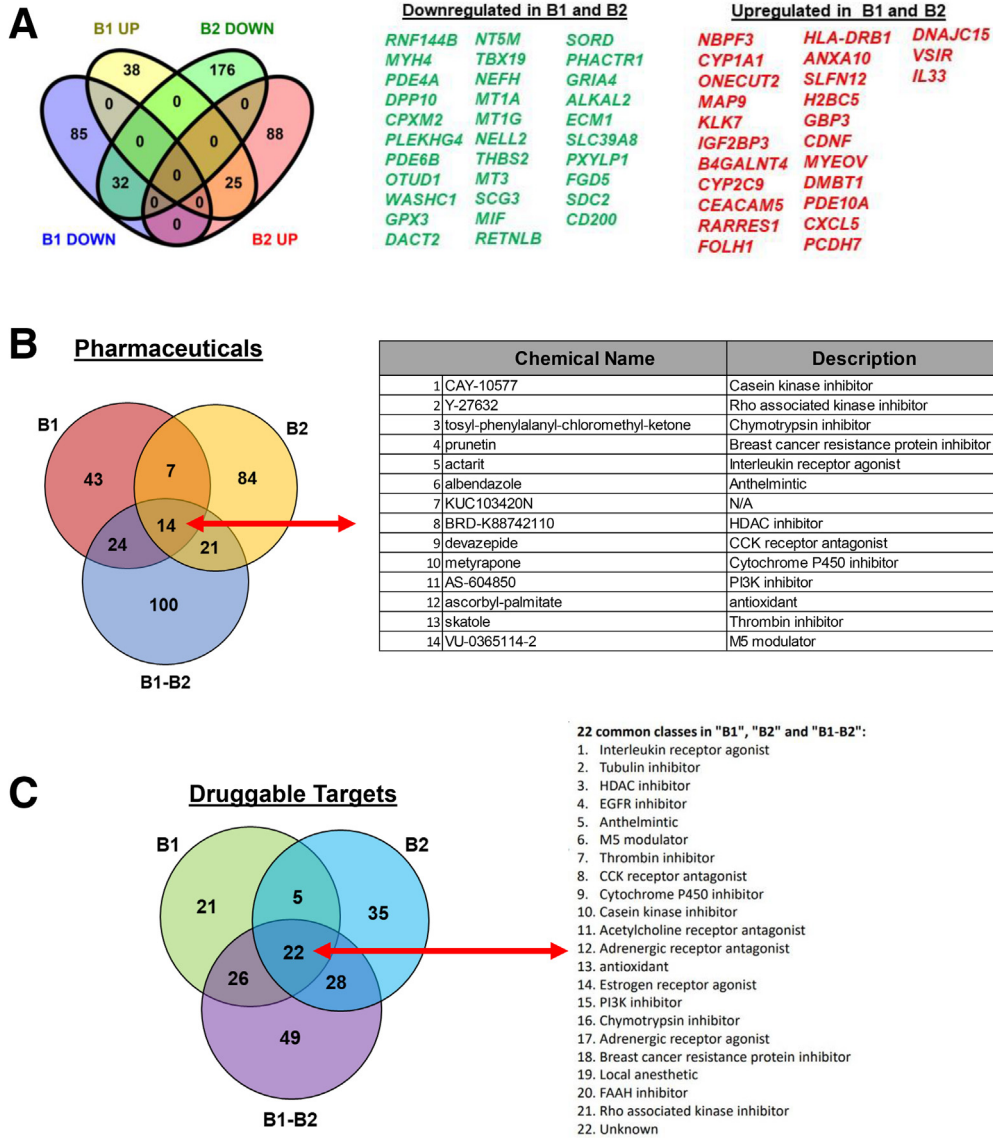 A
B1 UP
B2 DOWN
38
176
0
0
0
85
0
0
88
32
0
25
0
0
0
B1 DOWN
B2 UP
Downregulated in B1 and B2
RNF144B NT5M SORD
MYH4 TBX19 PHACTR1
PDE4A NEFH GRIA4
DPP10 MT1A ALKAL2
CPXM2 MT1G ECM1
PLEKHG4 NELL2 SLC39A8
PDE6B THBS2 PXYLP1
OTUD1 MT3 FGD5
WASHC1 SCG3 SDC2
GPX3 MIF CD200
DACT2 RETNLB
Upregulated in B1 and B2
NBPF3 HLA-DRB1 DNAJC15
CYP1A1 ANXA10 VSIR
ONECUT2 SLFN12 IL33
MAP9 H2BC5
KLK7 GBP3
IGF2BP3 CDNF
B4GALNT4 MYEOV
CYP2C9 DMBT1
CEACAM5 PDE10A
RARRES1 CXCL5
FOLH1 PCDH7
B
Pharmaceuticals
B1
B2
43
7
84
14
24
21
100
B1-B2
Chemical Name Description
1 CAY-10577 Casein kinase inhibitor
2 Y-27632 Rho associated kinase inhibitor
3 tosyl-phenylalanyl-chloromethyl-ketone Chymotrypsin inhibitor
4 prunetin Breast cancer resistance protein inhibitor
5 actarit Interleukin receptor agonist
6 albendazole Anthelmintic
7 KUC103420N N/A
8 BRD-K88742110 HDAC inhibitor
9 devazepide CCK receptor antagonist
10 metyrapone Cytochrome P450 inhibitor
11 AS-604850 PI3K inhibitor
12 ascorbyl-palmitate antioxidant
13 skatole Thrombin inhibitor
14 VU-0365114-2 M5 modulator
C
Druggable Targets
B1
B2
21
5
35
22
26
28
49
B1-B2
22 common classes in "B1", "B2" and "B1-B2":
1. Interleukin receptor agonist
2. Tubulin inhibitor
3. HDAC inhibitor
4. EGFR inhibitor
5. Anthelmintic
6. M5 modulator
7. Thrombin inhibitor
8. CCK receptor antagonist
9. Cytochrome P450 inhibitor
10. Casein kinase inhibitor
11. Acetylcholine receptor antagonist
12. Adrenergic receptor antagonist
13. antioxidant
14. Estrogen receptor agonist
15. PI3K inhibitor
16. Chymotrypsin inhibitor
17. Adrenergic receptor agonist
18. Breast cancer resistance protein inhibitor
19. Local anesthetic
20. FAAH inhibitor
21. Rho associated kinase inhibitor
22. Unknown